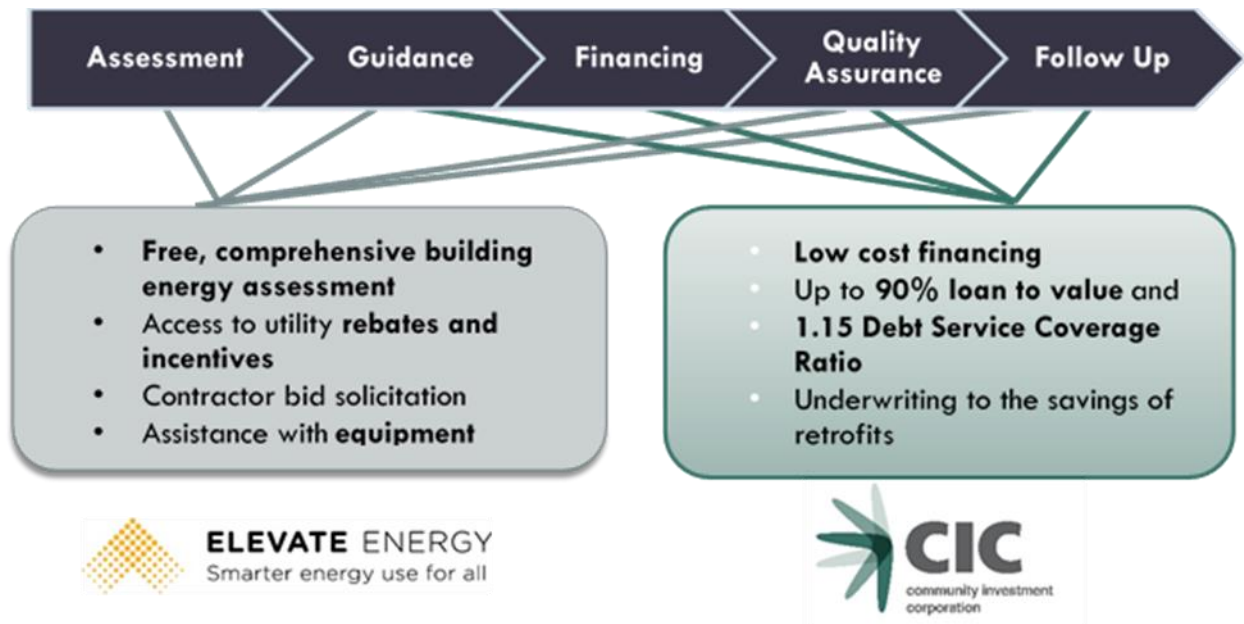 Assessment
Guidance
Financing
Quality
Assurance
Follow Up
• Free, comprehensive building
energy assessment
• Access to utility rebates and
incentives
• Contractor bid solicitation
• Assistance with equipment
• Low cost financing
• Up to 90% loan to value and
• 1.15 Debt Service Coverage
Ratio
• Underwriting to the savings of
retrofits
ELEVATE ENERGY
Smarter energy use for all
CIC
community investment
corporation